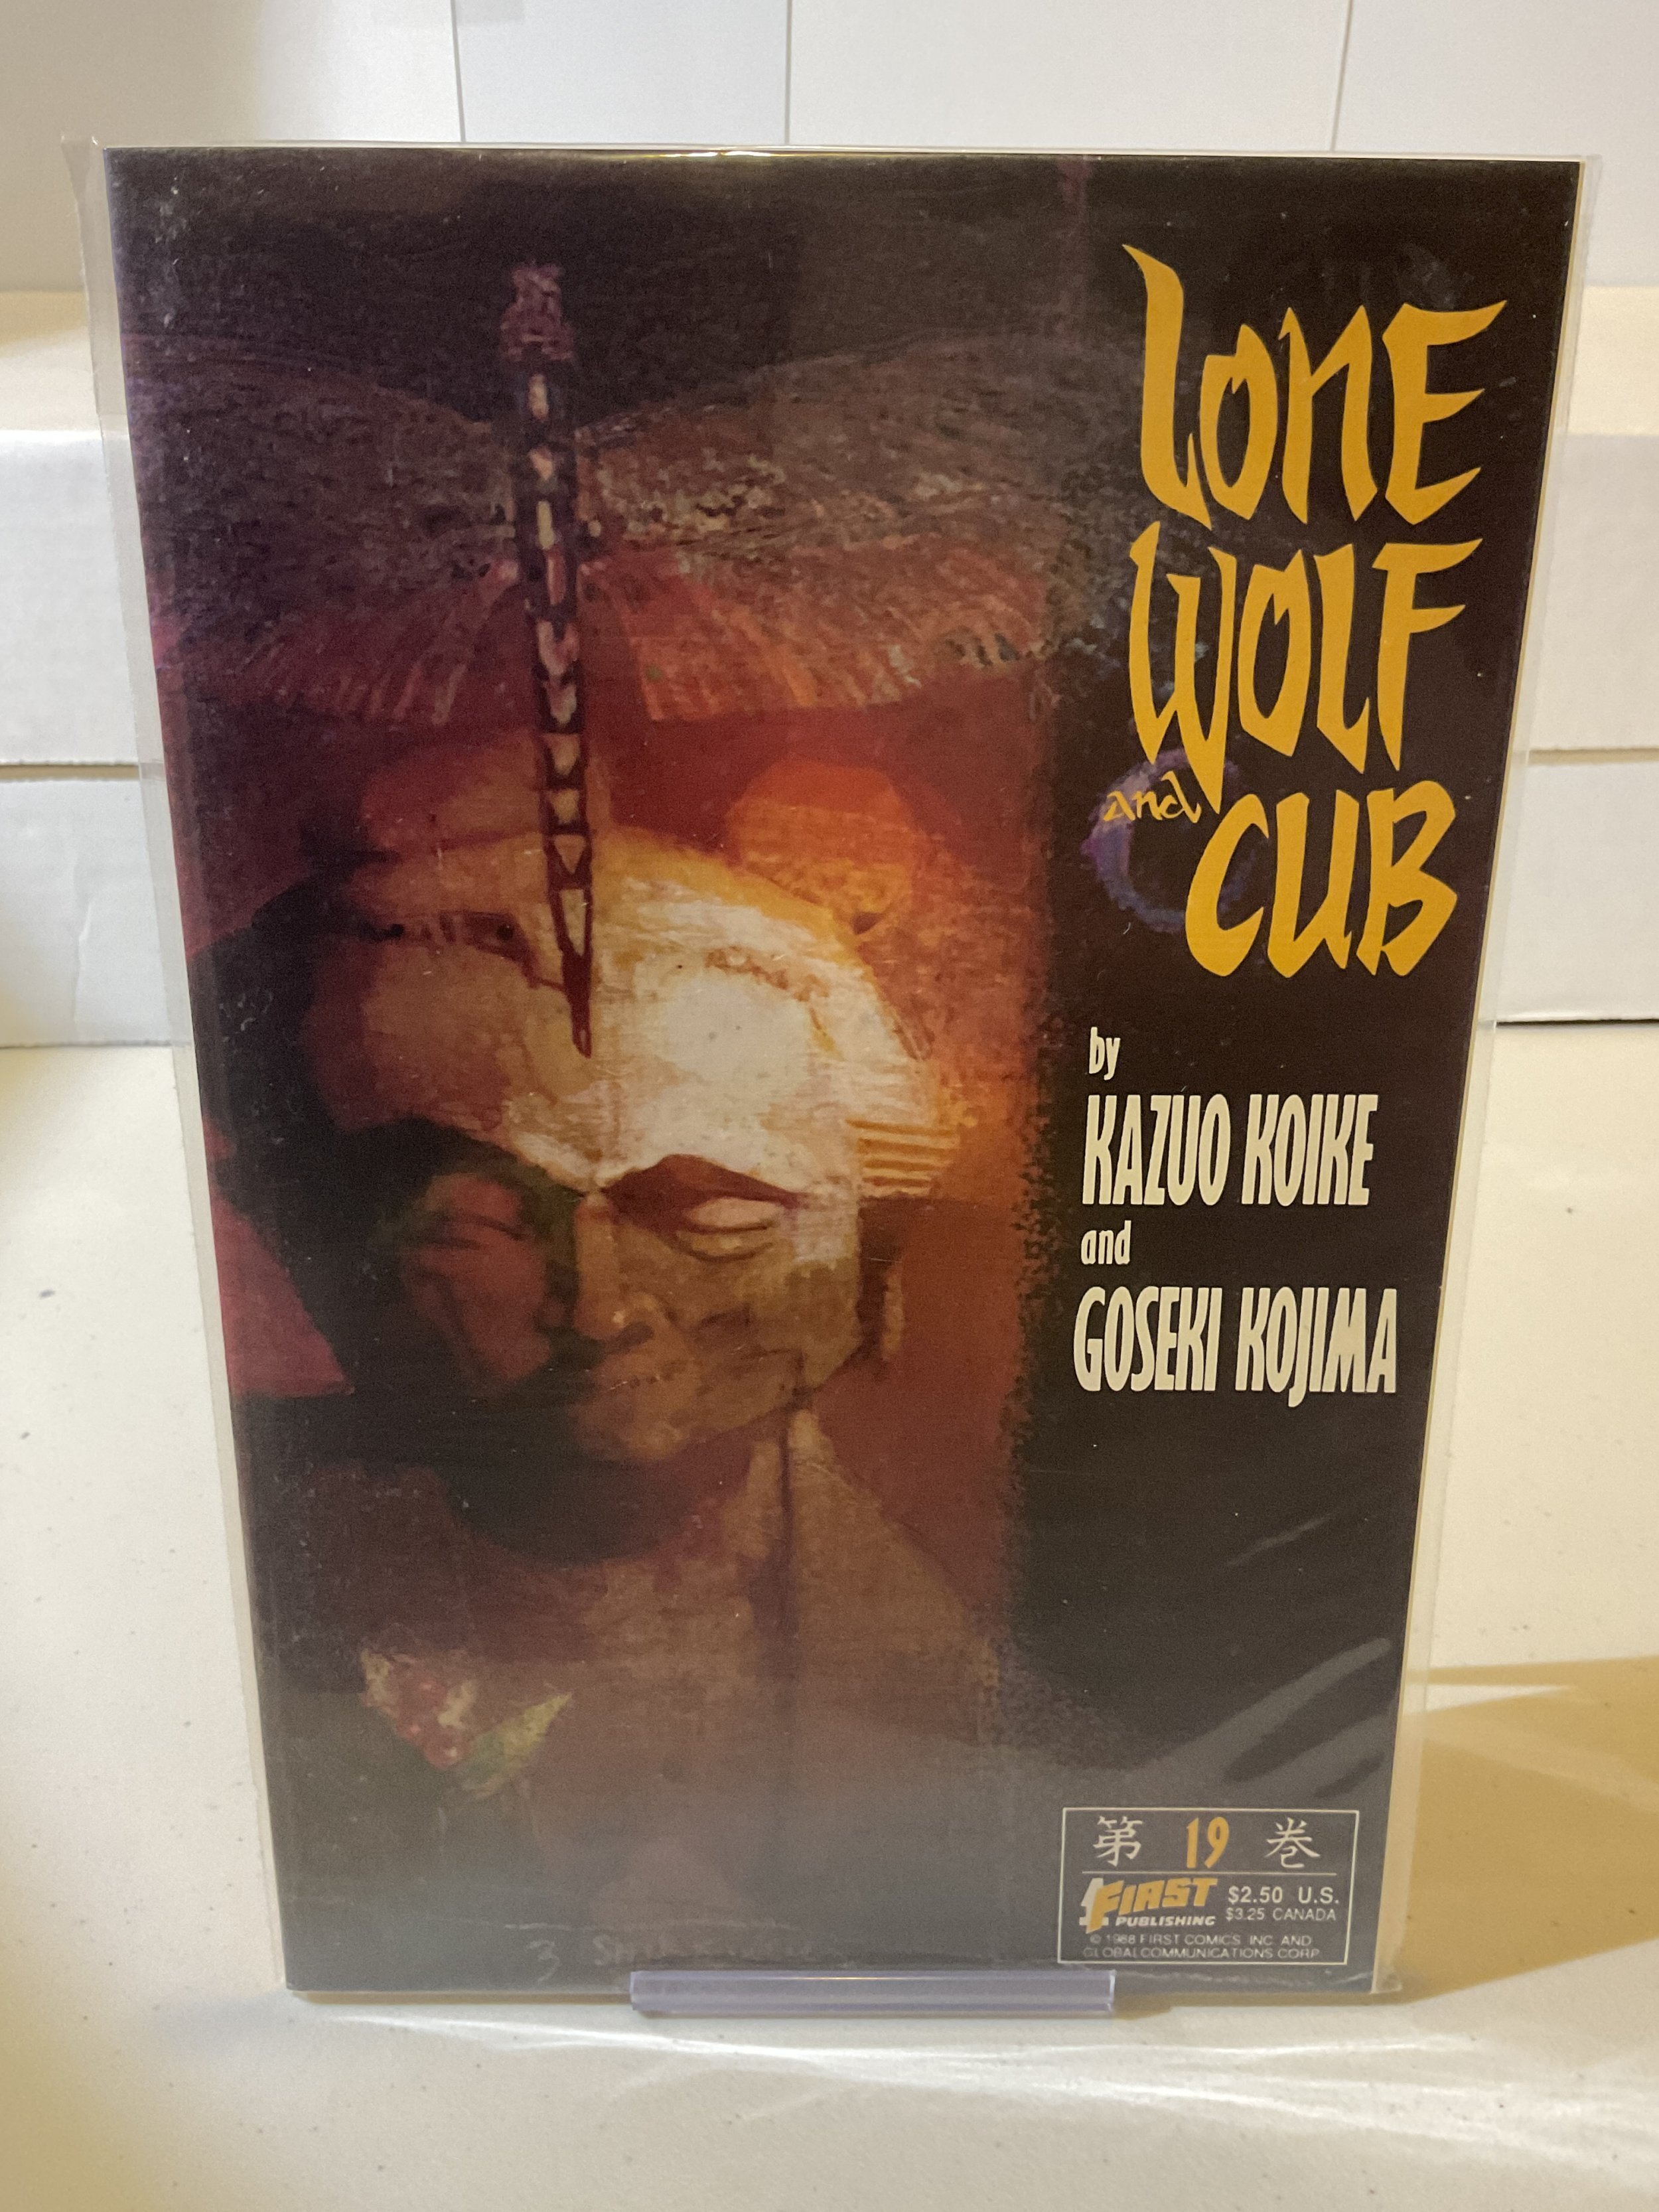 LONE
WOLF
and CUB
by
KAZUO KOIKE
and
GOSEKI KOJIMA
第 19 巻
FIRST
PUBLISHING
$2.50 U.S.
$3.25 CANADA
© 1988 FIRST COMICS, INC. AND
GLOBAL COMMUNICATIONS CORP.
3